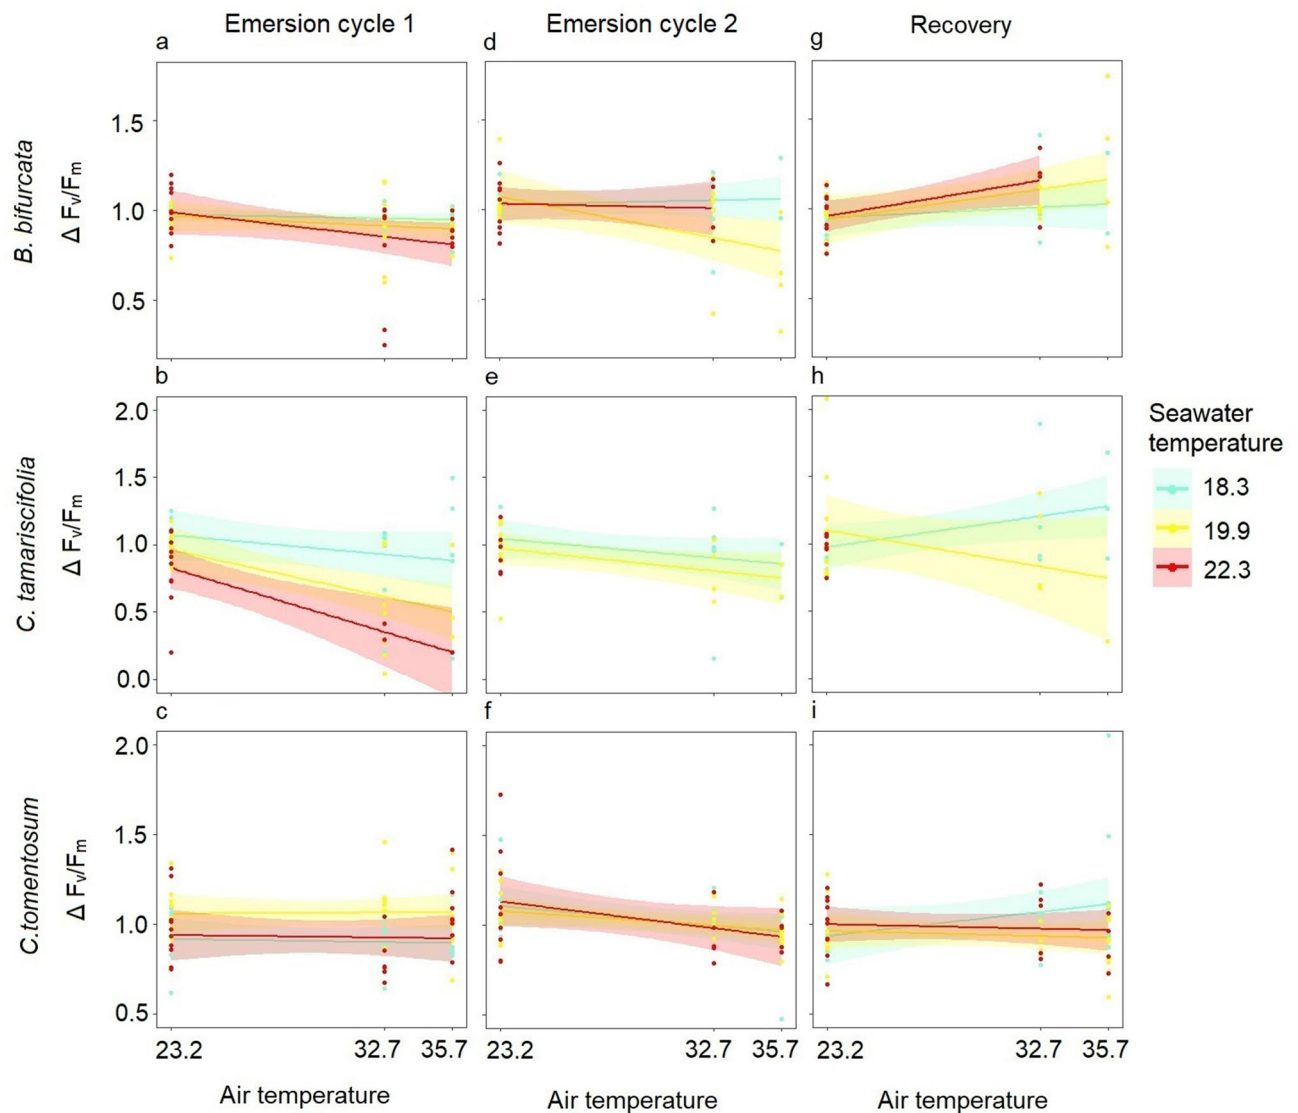 Emersion cycle 1
Emersion cycle 2
Recovery
a
d
g
B. bifurcata
Δ Fv/Fm
1.5
1.0
0.5
b
e
h
C. tamariscifolia
Δ Fv/Fm
2.0
1.5
1.0
0.5
0.0
Seawater
temperature
18.3
19.9
22.3
c
f
i
C.tomentosum
Δ Fv/Fm
2.0
1.5
1.0
0.5
23.2 32.7 35.7
23.2 32.7 35.7
23.2 32.7 35.7
Air temperature
Air temperature
Air temperature